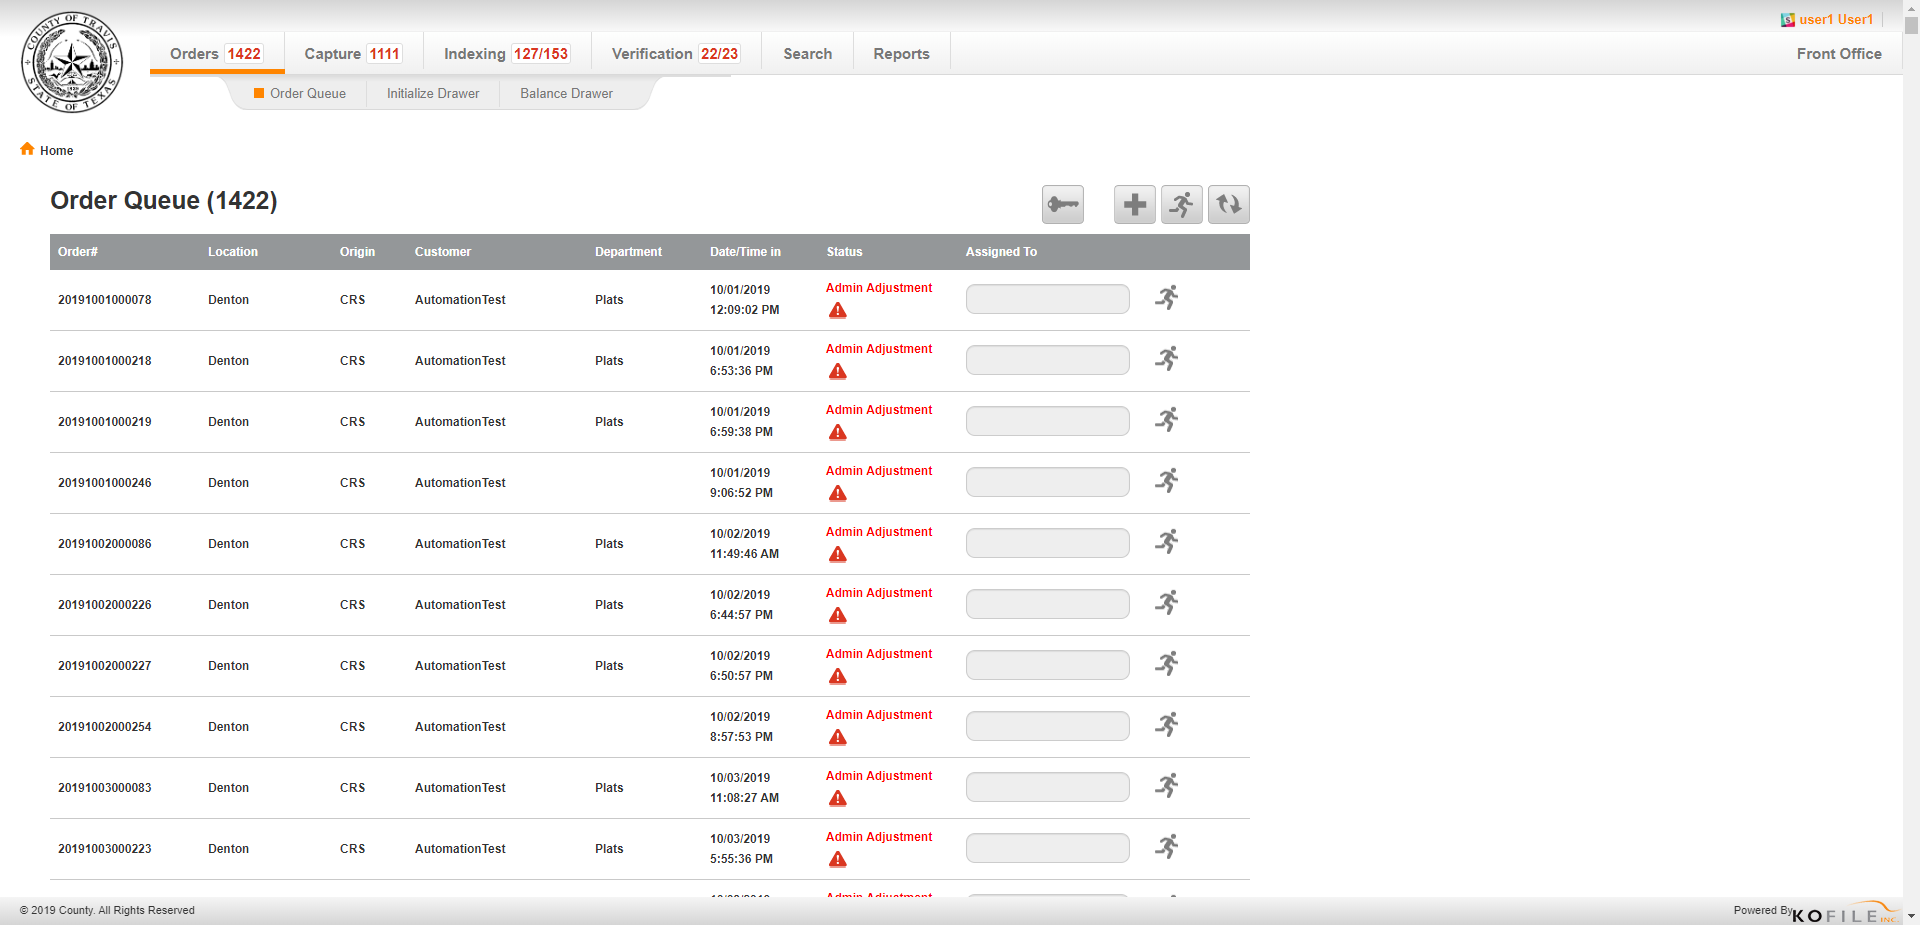 COUNTY OF TRAVIS
STATE OF TEXAS
user1 User1
Orders 1422
Capture 1111
Indexing 127/153
Verification 22/23
Search
Reports
Front Office
Order Queue
Initialize Drawer
Balance Drawer
Home
Order Queue (1422)
Order# Location Origin Customer Department Date/Time in Status Assigned To
20191001000078 Denton CRS AutomationTest Plats 10/01/2019 12:09:02 PM Admin Adjustment
20191001000218 Denton CRS AutomationTest Plats 10/01/2019 6:53:36 PM Admin Adjustment
20191001000219 Denton CRS AutomationTest Plats 10/01/2019 6:59:38 PM Admin Adjustment
20191001000246 Denton CRS AutomationTest 10/01/2019 9:06:52 PM Admin Adjustment
20191002000086 Denton CRS AutomationTest Plats 10/02/2019 11:49:46 AM Admin Adjustment
20191002000226 Denton CRS AutomationTest Plats 10/02/2019 6:44:57 PM Admin Adjustment
20191002000227 Denton CRS AutomationTest Plats 10/02/2019 6:50:57 PM Admin Adjustment
20191002000254 Denton CRS AutomationTest 10/02/2019 8:57:53 PM Admin Adjustment
20191003000083 Denton CRS AutomationTest Plats 10/03/2019 11:08:27 AM Admin Adjustment
20191003000223 Denton CRS AutomationTest Plats 10/03/2019 5:55:36 PM Admin Adjustment
© 2019 County. All Rights Reserved
Powered By KOFILE INC.